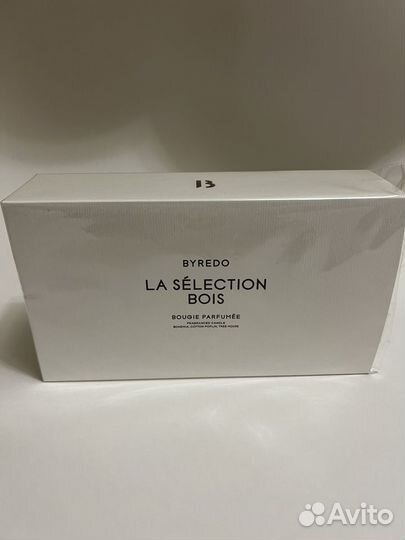 B
BYREDO
LA SÉLECTION
BOIS
BOUGIE PARFUMÉE
FRAGRANCED CANDLE
BOHEMIA, COTTON POPLIN, TREE HOUSE
Avito